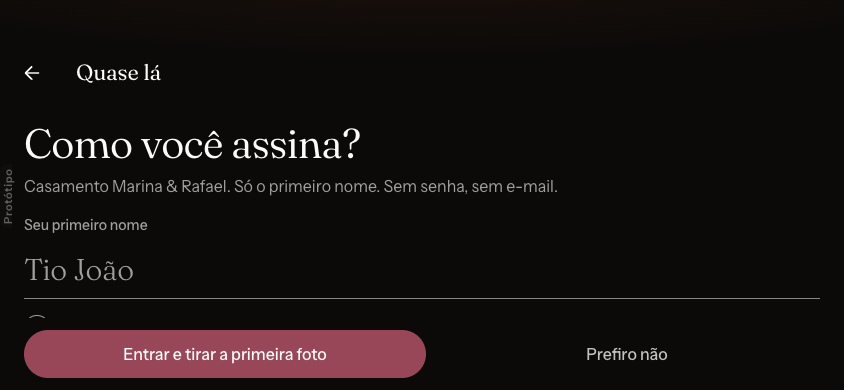 Quase lá
Como você assina?
Casamento Marina & Rafael. Só o primeiro nome. Sem senha, sem e-mail.
Protótipo
Seu primeiro nome
Tio João
Entrar e tirar a primeira foto
Prefiro não